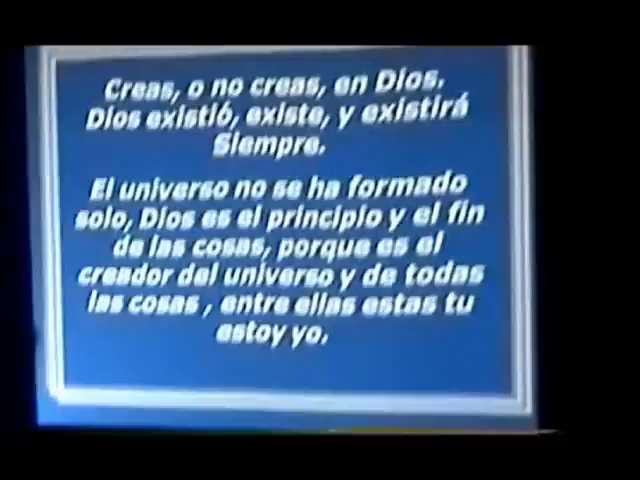 Creas, o no creas, en Dios.
Dios existió, existe, y existirá
Siempre.
El universo no se ha formado
solo, Dios es el principio y el fin
de las cosas, porque es el
creador del universo y de todas
las cosas , entre ellas estas tu
estoy yo.